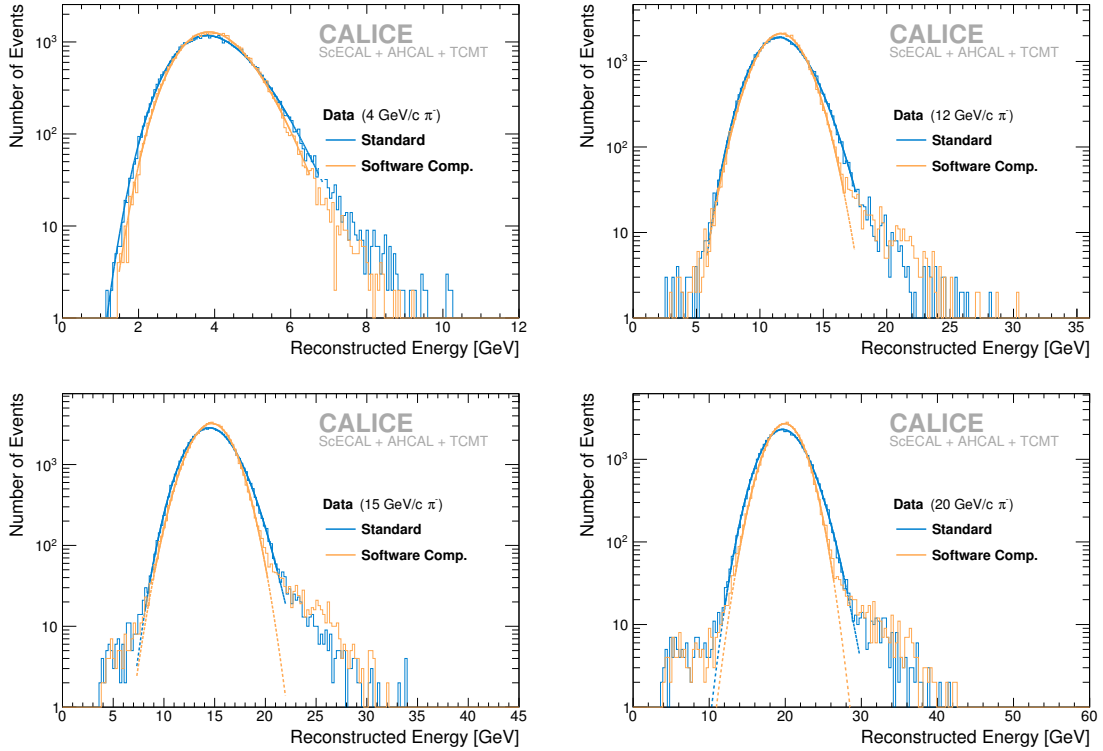 CALICE
ScECAL + AHCAL + TCMT
Number of Events
10³
10²
10
1
Data (4 GeV/c π⁻)
Standard
Software Comp.
0 2 4 6 8 10 12
Reconstructed Energy [GeV]
CALICE
ScECAL + AHCAL + TCMT
Number of Events
10³
10²
10
1
Data (12 GeV/c π⁻)
Standard
Software Comp.
0 5 10 15 20 25 30 35
Reconstructed Energy [GeV]
CALICE
ScECAL + AHCAL + TCMT
Number of Events
10³
10²
10
1
Data (15 GeV/c π⁻)
Standard
Software Comp.
0 5 10 15 20 25 30 35 40 45
Reconstructed Energy [GeV]
CALICE
ScECAL + AHCAL + TCMT
Number of Events
10³
10²
10
1
Data (20 GeV/c π⁻)
Standard
Software Comp.
0 10 20 30 40 50 60
Reconstructed Energy [GeV]